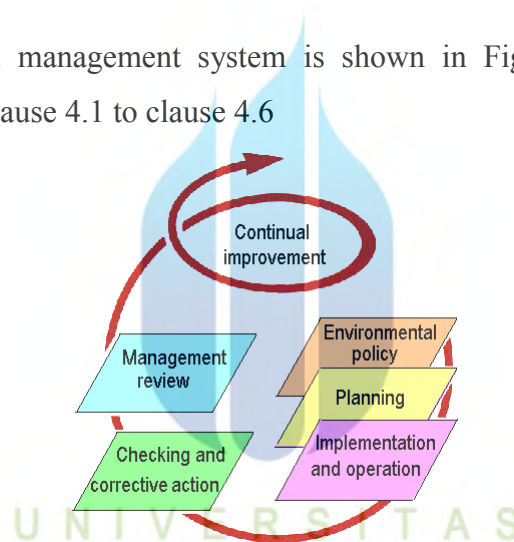 management system is shown in Fig
ause 4.1 to clause 4.6
Continual
improvement
Environmental
policy
Planning
Implementation
and operation
Checking and
corrective action
Management
review
UNIVERSITAS